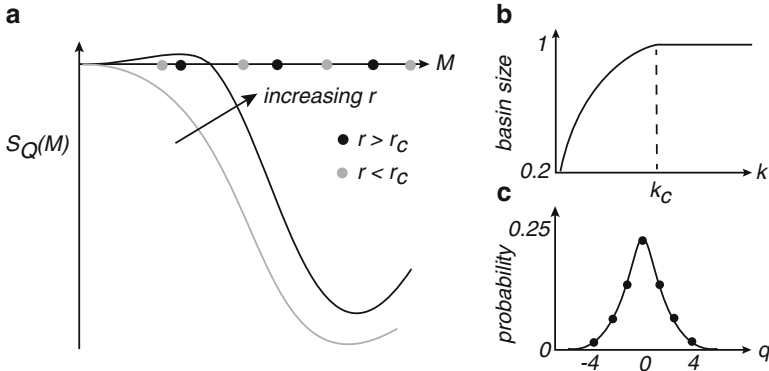 a
M
increasing r
S_Q(M)
r > r_c
r < r_c
b
1
basin size
0.2
k
k_c
c
0.25
probability
0
-4 0 4
q